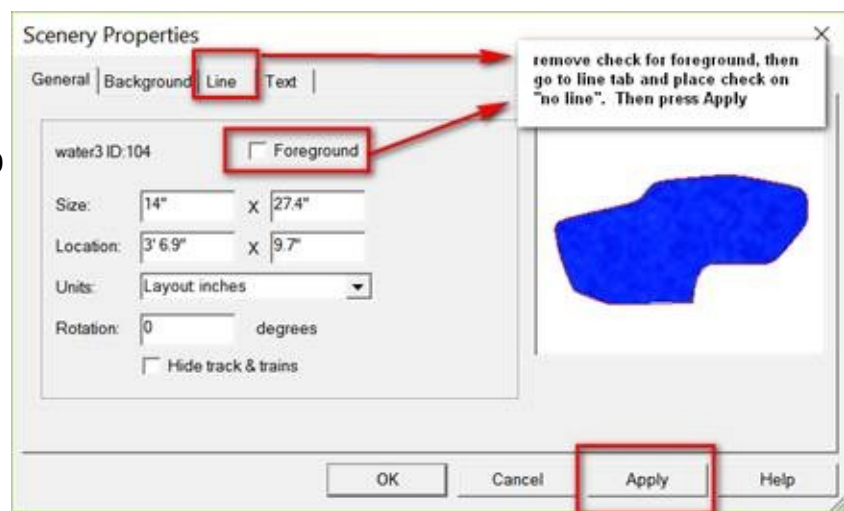 Scenery Properties
General Background Line Text
remove check for foreground, then
go to line tab and place check on
"no line". Then press Apply
water3 ID:104 Foreground
Size: 14" X 27.4"
Location: 3' 6.9" X 9.7"
Units: Layout inches
Rotation: 0 degrees
Hide track & trains
OK Cancel Apply Help